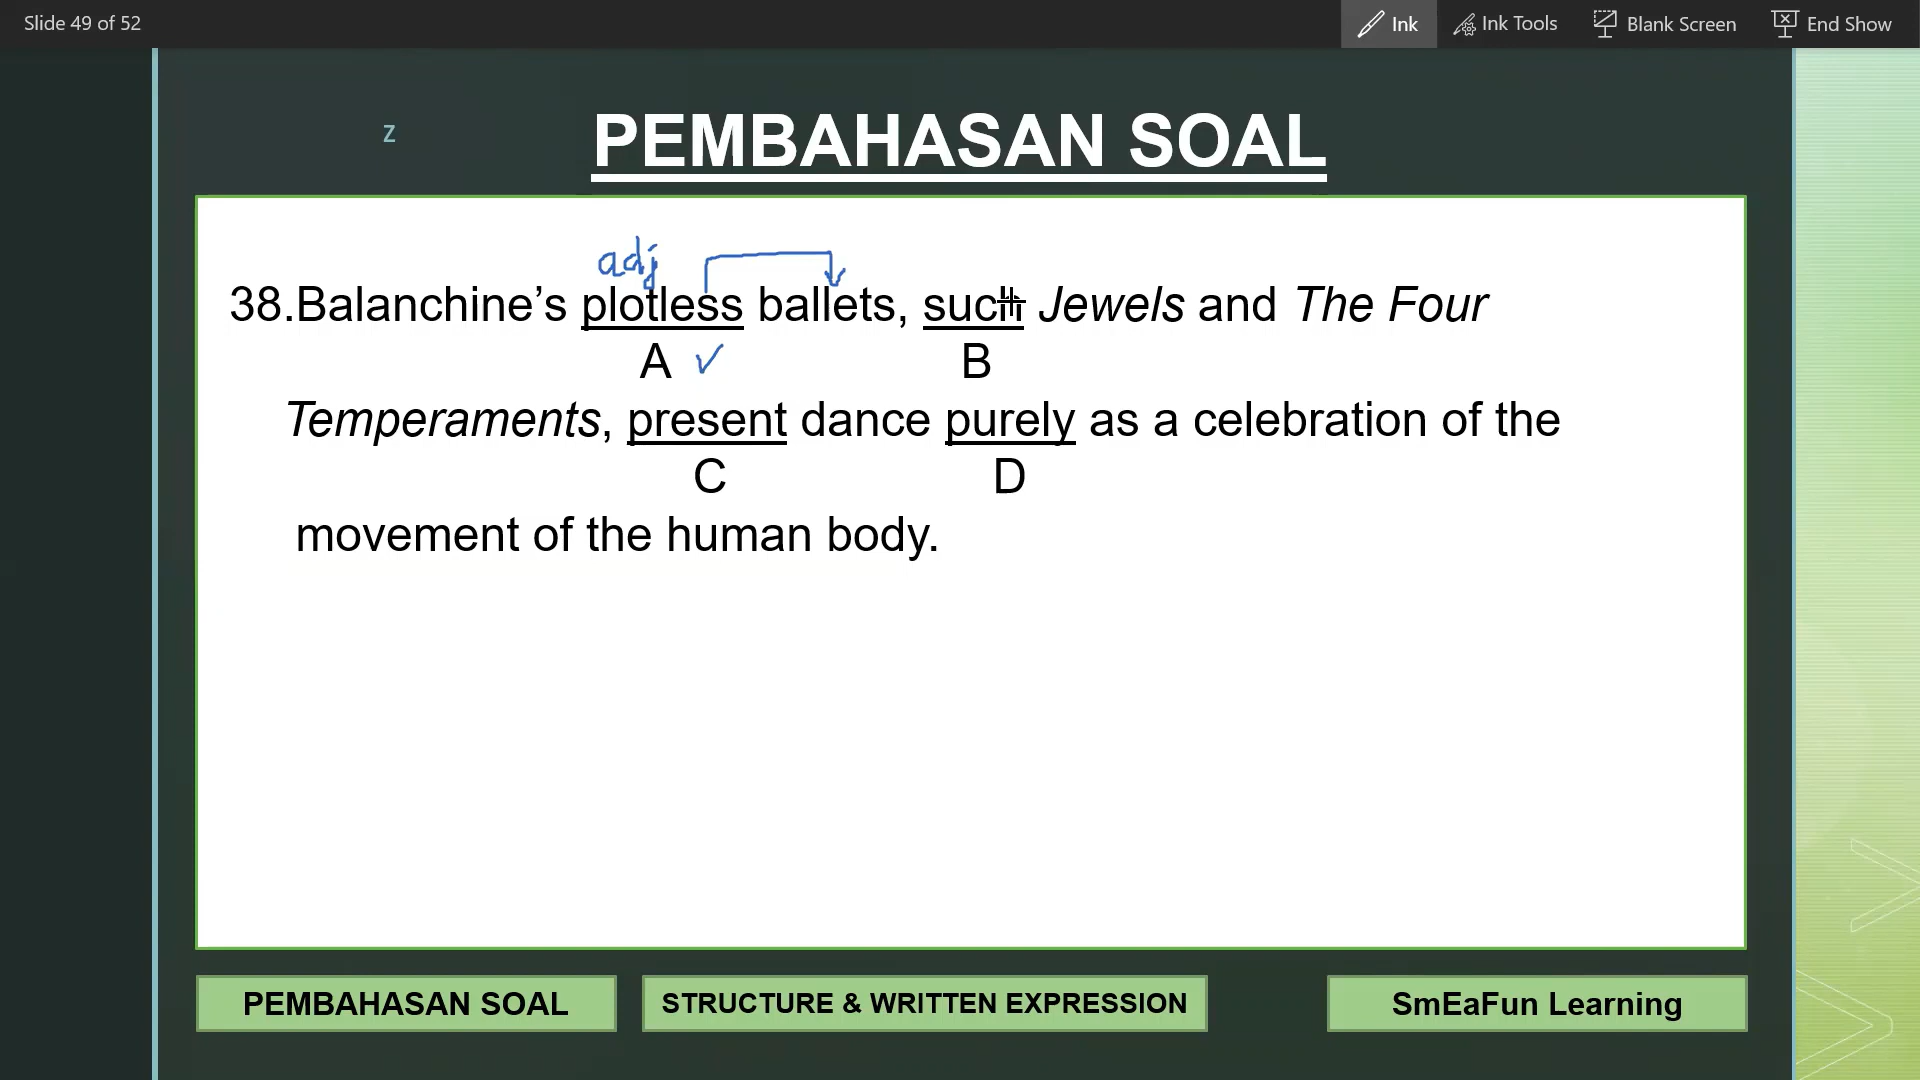 Slide 49 of 52
Ink
Ink Tools
Blank Screen
End Show
z
PEMBAHASAN SOAL
adj
38.Balanchine’s plotless ballets, such Jewels and The Four
A ✓ B
Temperaments, present dance purely as a celebration of the
C D
movement of the human body.
PEMBAHASAN SOAL
STRUCTURE & WRITTEN EXPRESSION
SmEaFun Learning